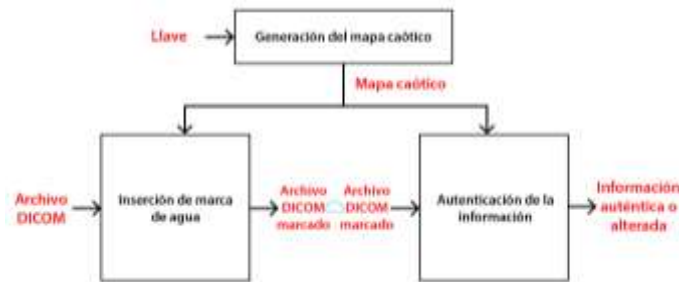 Llave
Generación del mapa caótico
Mapa caótico
Archivo
DICOM
Inserción de marca
de agua
Archivo
DICOM
marcado
Archivo
DICOM
marcado
Autenticación de la
información
Información
auténtica o
alterada